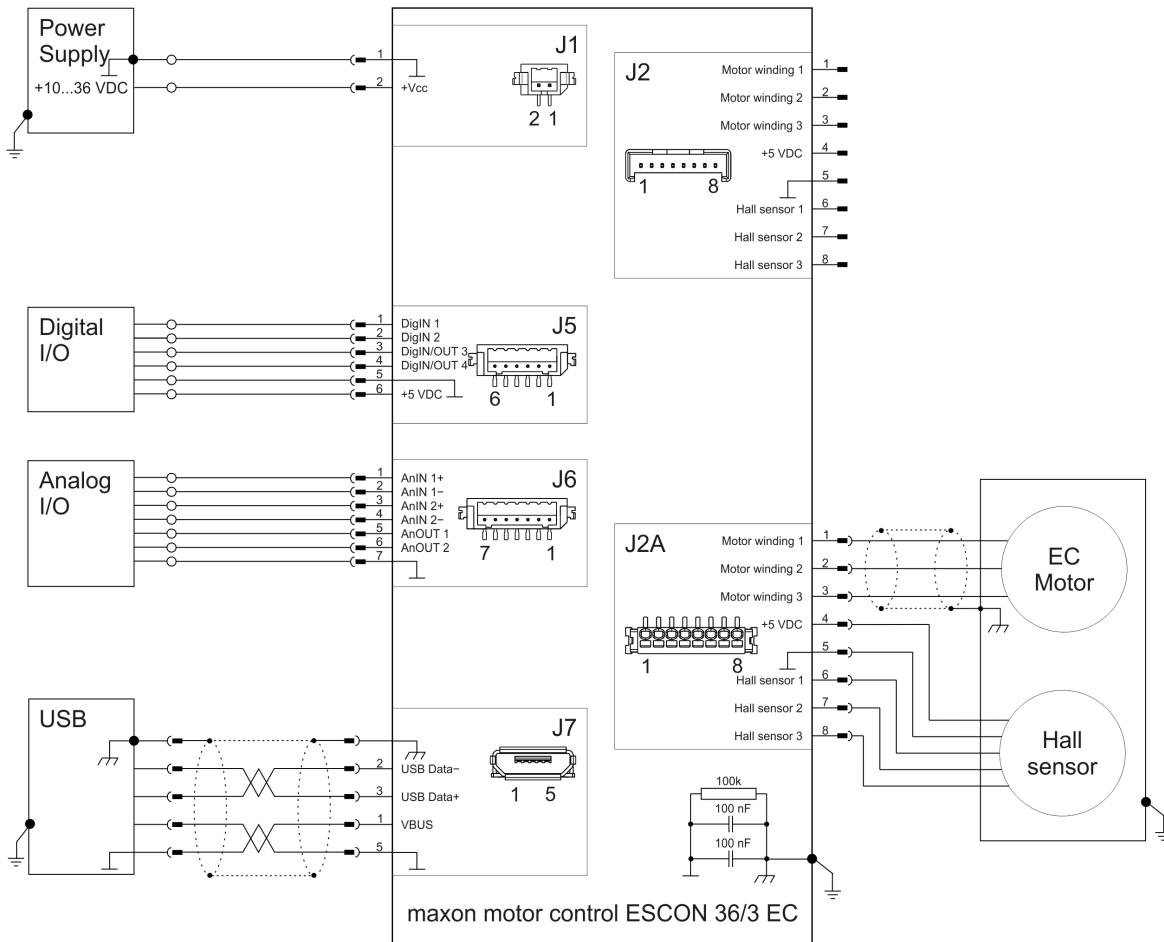 Power
Supply
+10...36 VDC
1
2
+Vcc
J1
2 1
J2
1 8
Motor winding 1
1
Motor winding 2
2
Motor winding 3
3
+5 VDC
4
5
Hall sensor 1
6
Hall sensor 2
7
Hall sensor 3
8
Digital
I/O
1
DigIN 1
2
DigIN 2
3
DigIN/OUT 3
4
DigIN/OUT 4
5
6
+5 VDC
J5
6 1
Analog
I/O
1
AnIN 1+
2
AnIN 1−
3
AnIN 2+
4
AnIN 2−
5
AnOUT 1
6
AnOUT 2
7
J6
7 1
J2A
1 8
Motor winding 1
1
Motor winding 2
2
Motor winding 3
3
+5 VDC
4
5
Hall sensor 1
6
Hall sensor 2
7
Hall sensor 3
8
EC
Motor
Hall
sensor
USB
2
USB Data−
3
USB Data+
1
VBUS
5
J7
1 5
100k
100 nF
100 nF
maxon motor control ESCON 36/3 EC